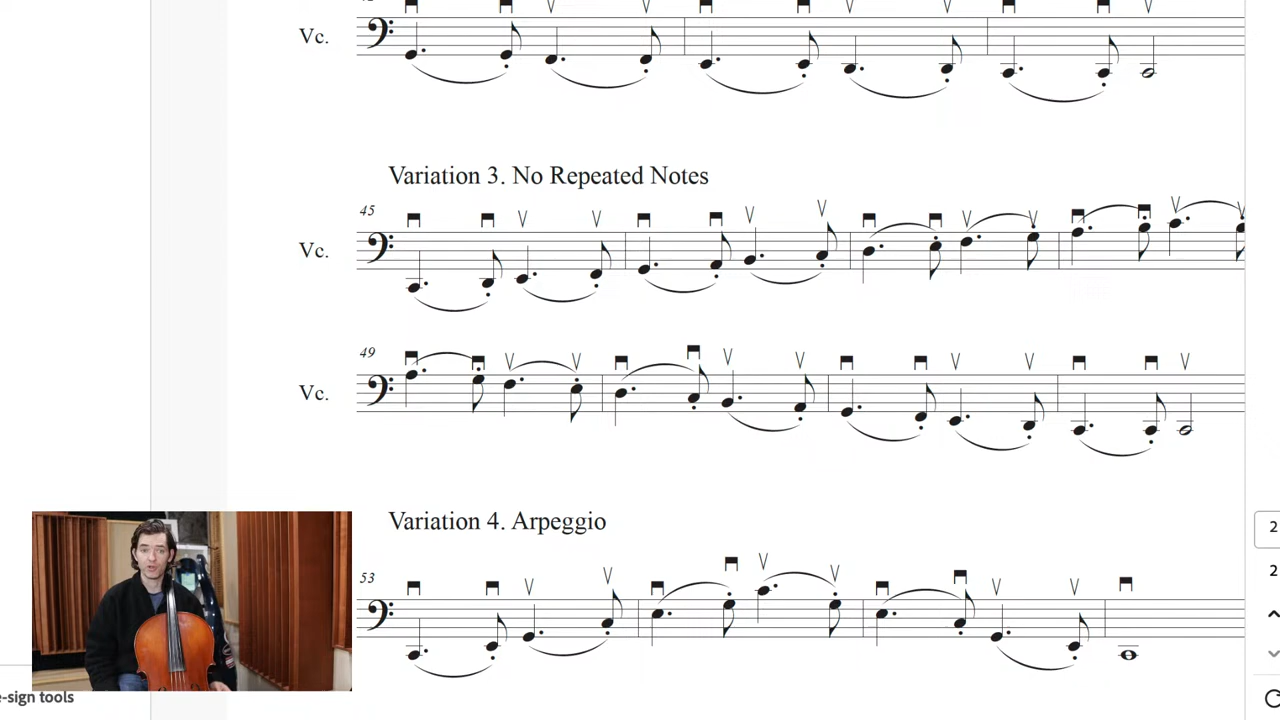 Vc.
Variation 3. No Repeated Notes
45
Vc.
49
Vc.
Variation 4. Arpeggio
53
Vc.
2
2
e-sign tools